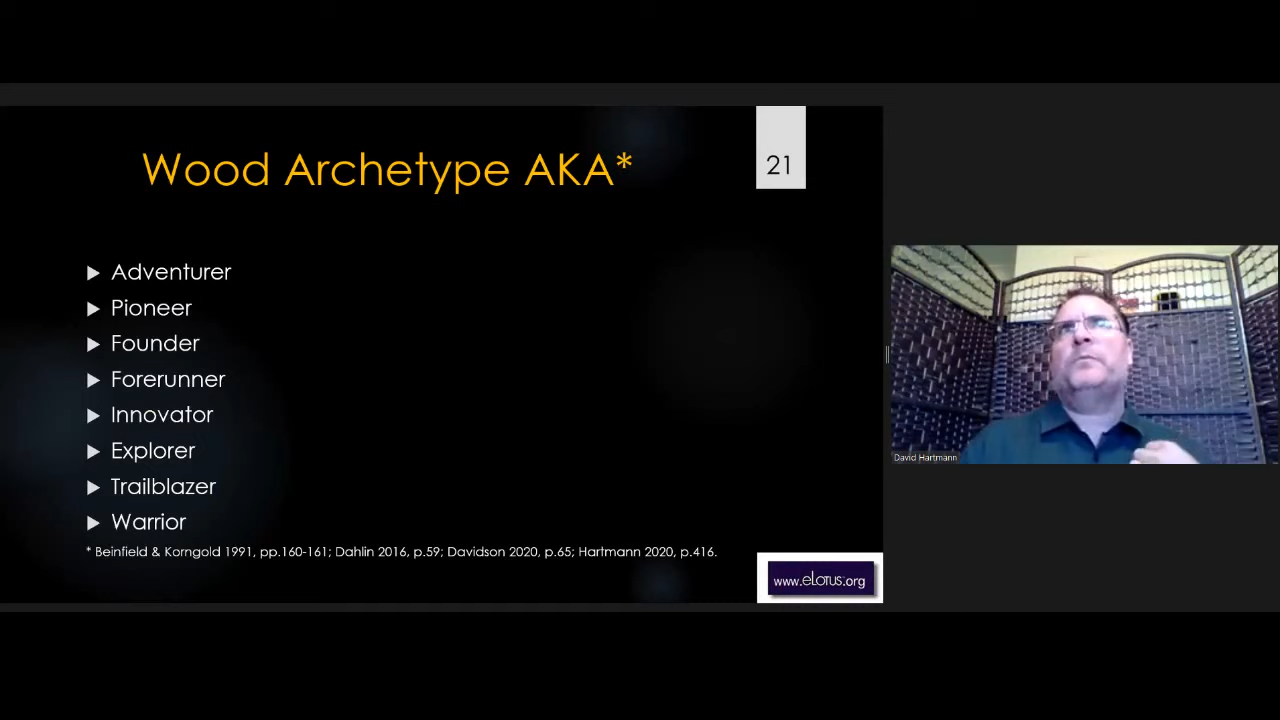 Wood Archetype AKA*
21
Adventurer
Pioneer
Founder
Forerunner
Innovator
Explorer
Trailblazer
Warrior
* Beinfield & Korngold 1991, pp.160-161; Dahlin 2016, p.59; Davidson 2020, p.65; Hartmann 2020, p.416.
www.eLotus.org
David Hartmann